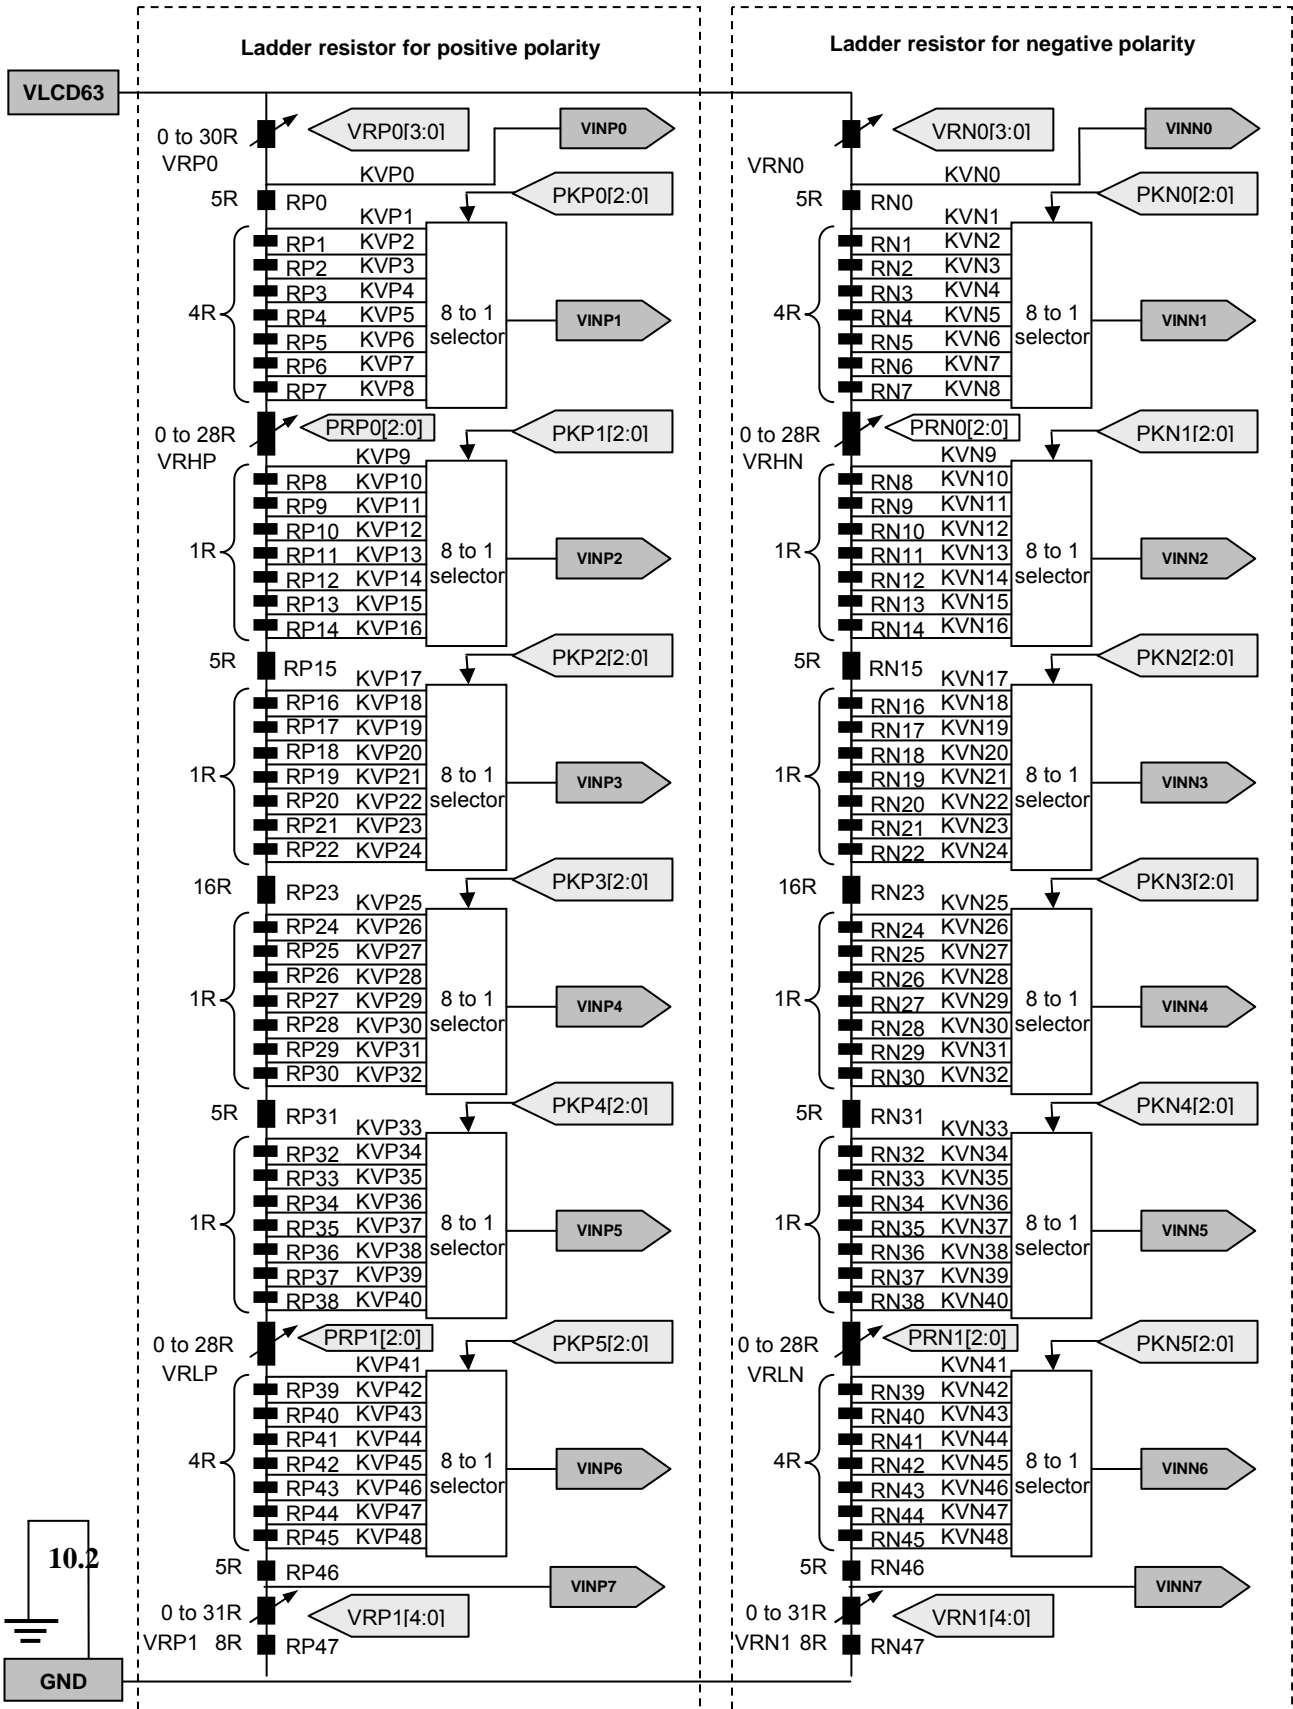 Ladder resistor for positive polarity
Ladder resistor for negative polarity
VLCD63
0 to 30R
VRP0
VRP0[3:0]
VINP0
KVP0
5R
RP0
PKP0[2:0]
KVP1
RP1 KVP2
RP2 KVP3
RP3 KVP4
RP4 KVP5
RP5 KVP6
RP6 KVP7
RP7 KVP8
4R
8 to 1
selector
VINP1
0 to 28R
VRHP
PRP0[2:0]
PKP1[2:0]
KVP9
RP8 KVP10
RP9 KVP11
RP10 KVP12
RP11 KVP13
RP12 KVP14
RP13 KVP15
RP14 KVP16
1R
8 to 1
selector
VINP2
5R
RP15
PKP2[2:0]
KVP17
RP16 KVP18
RP17 KVP19
RP18 KVP20
RP19 KVP21
RP20 KVP22
RP21 KVP23
RP22 KVP24
1R
8 to 1
selector
VINP3
16R
RP23
PKP3[2:0]
KVP25
RP24 KVP26
RP25 KVP27
RP26 KVP28
RP27 KVP29
RP28 KVP30
RP29 KVP31
RP30 KVP32
1R
8 to 1
selector
VINP4
5R
RP31
PKP4[2:0]
KVP33
RP32 KVP34
RP33 KVP35
RP34 KVP36
RP35 KVP37
RP36 KVP38
RP37 KVP39
RP38 KVP40
1R
8 to 1
selector
VINP5
0 to 28R
VRLP
PRP1[2:0]
PKP5[2:0]
KVP41
RP39 KVP42
RP40 KVP43
RP41 KVP44
RP42 KVP45
RP43 KVP46
RP44 KVP47
RP45 KVP48
4R
8 to 1
selector
VINP6
5R
RP46
VINP7
0 to 31R
VRP1
VRP1[4:0]
8R
RP47
VRN0
VRN0[3:0]
VINN0
KVN0
5R
RN0
PKN0[2:0]
KVN1
RN1 KVN2
RN2 KVN3
RN3 KVN4
RN4 KVN5
RN5 KVN6
RN6 KVN7
RN7 KVN8
4R
8 to 1
selector
VINN1
0 to 28R
VRHN
PRN0[2:0]
PKN1[2:0]
KVN9
RN8 KVN10
RN9 KVN11
RN10 KVN12
RN11 KVN13
RN12 KVN14
RN13 KVN15
RN14 KVN16
1R
8 to 1
selector
VINN2
5R
RN15
PKN2[2:0]
KVN17
RN16 KVN18
RN17 KVN19
RN18 KVN20
RN19 KVN21
RN20 KVN22
RN21 KVN23
RN22 KVN24
1R
8 to 1
selector
VINN3
16R
RN23
PKN3[2:0]
KVN25
RN24 KVN26
RN25 KVN27
RN26 KVN28
RN27 KVN29
RN28 KVN30
RN29 KVN31
RN30 KVN32
1R
8 to 1
selector
VINN4
5R
RN31
PKN4[2:0]
KVN33
RN32 KVN34
RN33 KVN35
RN34 KVN36
RN35 KVN37
RN36 KVN38
RN37 KVN39
RN38 KVN40
1R
8 to 1
selector
VINN5
0 to 28R
VRLN
PRN1[2:0]
PKN5[2:0]
KVN41
RN39 KVN42
RN40 KVN43
RN41 KVN44
RN42 KVN45
RN43 KVN46
RN44 KVN47
RN45 KVN48
4R
8 to 1
selector
VINN6
5R
RN46
VINN7
0 to 31R
VRN1
VRN1[4:0]
8R
RN47
10.2
GND